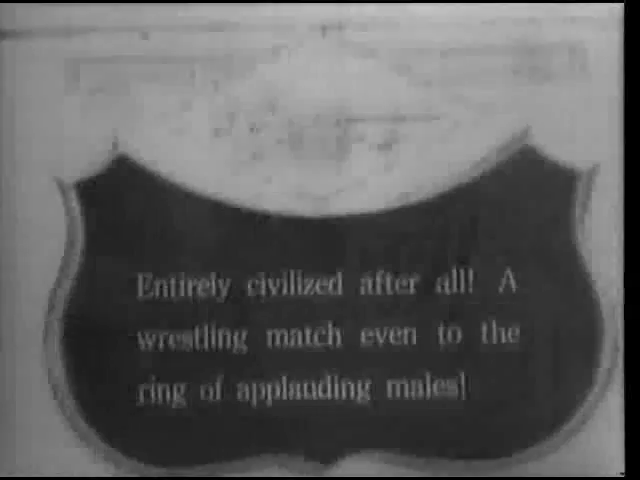 Entirely civilized after all! A
wrestling match even to the
ring of applauding males!